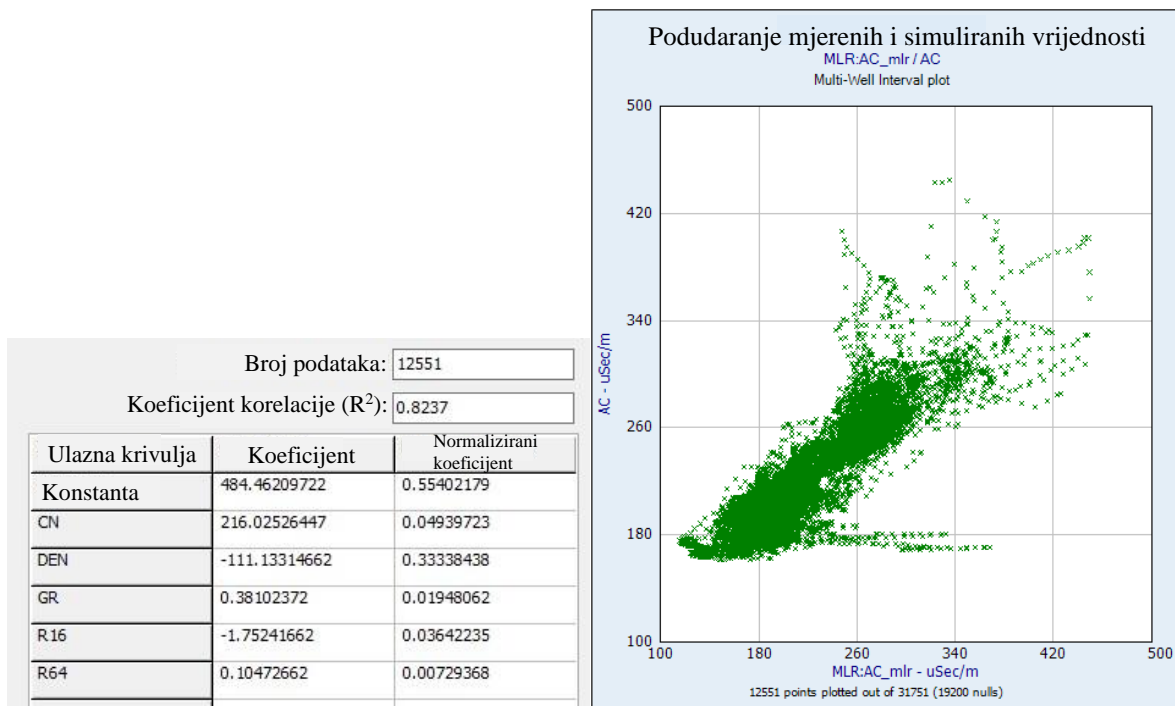 Broj podataka: 12551
Koeficijent korelacije (R²): 0.8237
Ulazna krivulja Koeficijent Normalizirani koeficijent
Konstanta 484.46209722 0.55402179
CN 216.02526447 0.04939723
DEN -111.13314662 0.33338438
GR 0.38102372 0.01948062
R16 -1.75241662 0.03642235
R64 0.10472662 0.00729368
Podudaranje mjerenih i simuliranih vrijednosti
MLR:AC_mlr / AC
Multi-Well Interval plot
500
420
340
260
180
100
AC - uSec/m
100 180 260 340 420 500
MLR:AC_mlr - uSec/m
12551 points plotted out of 31751 (19200 nulls)